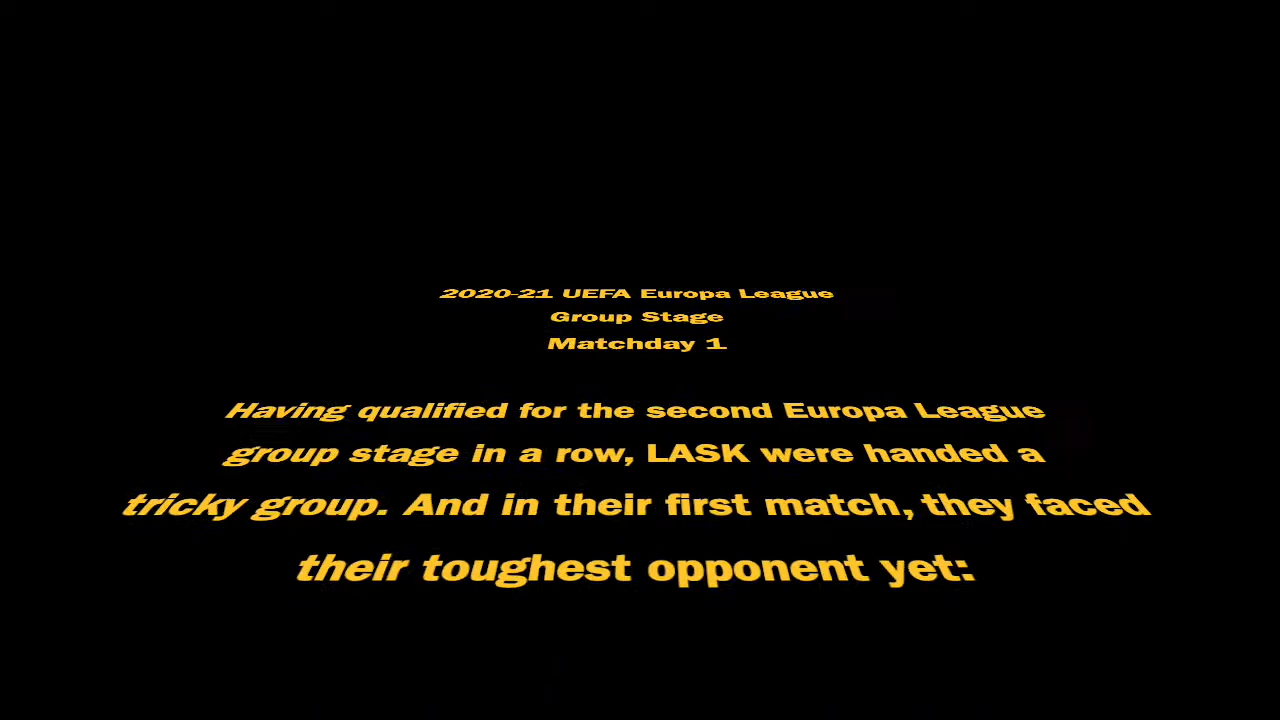 2020-21 UEFA Europa League
Group Stage
Matchday 1
Having qualified for the second Europa League
group stage in a row, LASK were handed a
tricky group. And in their first match, they faced
their toughest opponent yet: